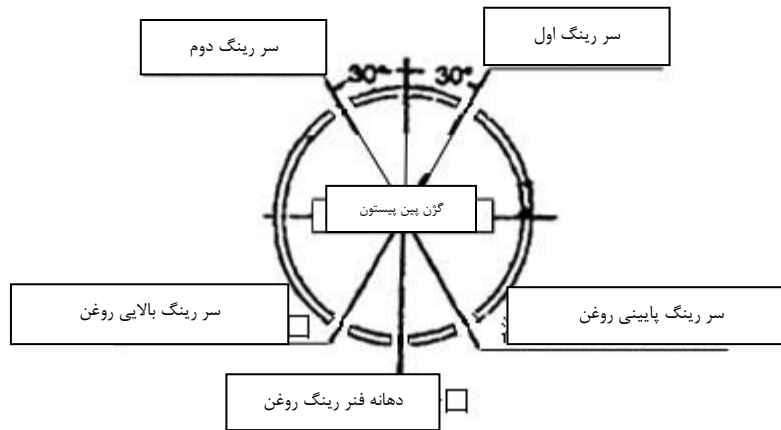 سر رینگ اول
سر رینگ دوم
30° 30°
گژن پین پیستون
سر رینگ پایینی روغن
سر رینگ بالایی روغن
دهانه فنر رینگ روغن